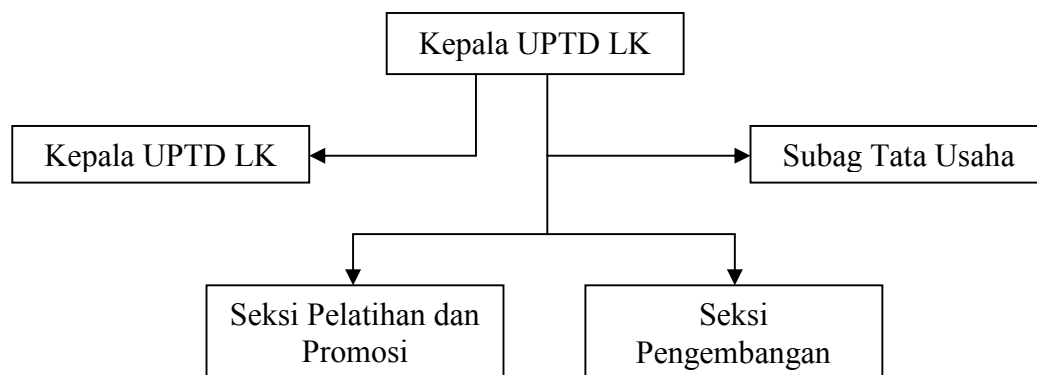 Kepala UPTD LK
Kepala UPTD LK
Subag Tata Usaha
Seksi Pelatihan dan
Promosi
Seksi
Pengembangan